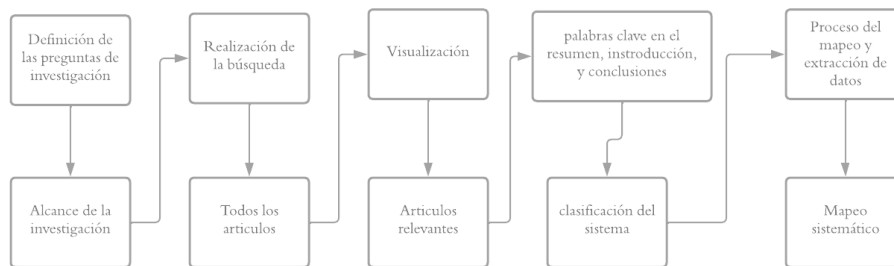 Definición de
las preguntas de
investigación
Realización de
la búsqueda
Visualización
palabras clave en el
resumen, instroducción,
y conclusiones
Proceso del
mapeo y
extracción de
datos
Alcance de la
investigación
Todos los
articulos
Articulos
relevantes
clasificación del
sistema
Mapeo
sistemático